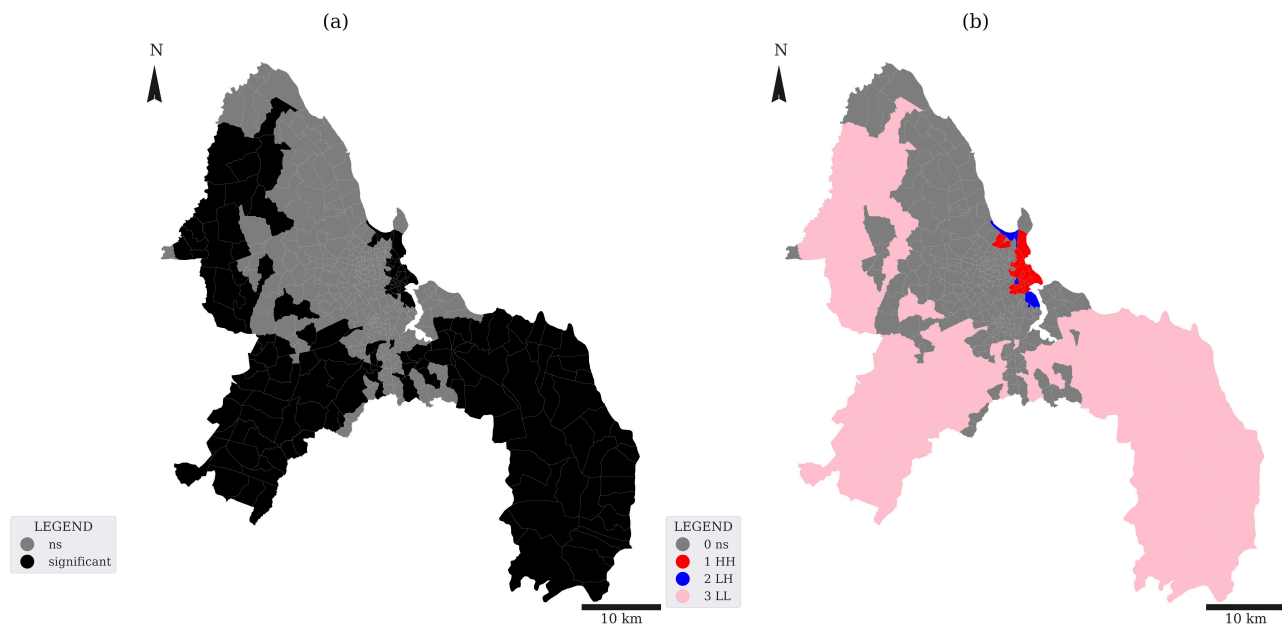 (a)
(b)
N
N
LEGEND
ns
significant
LEGEND
0 ns
1 HH
2 LH
3 LL
10 km
10 km